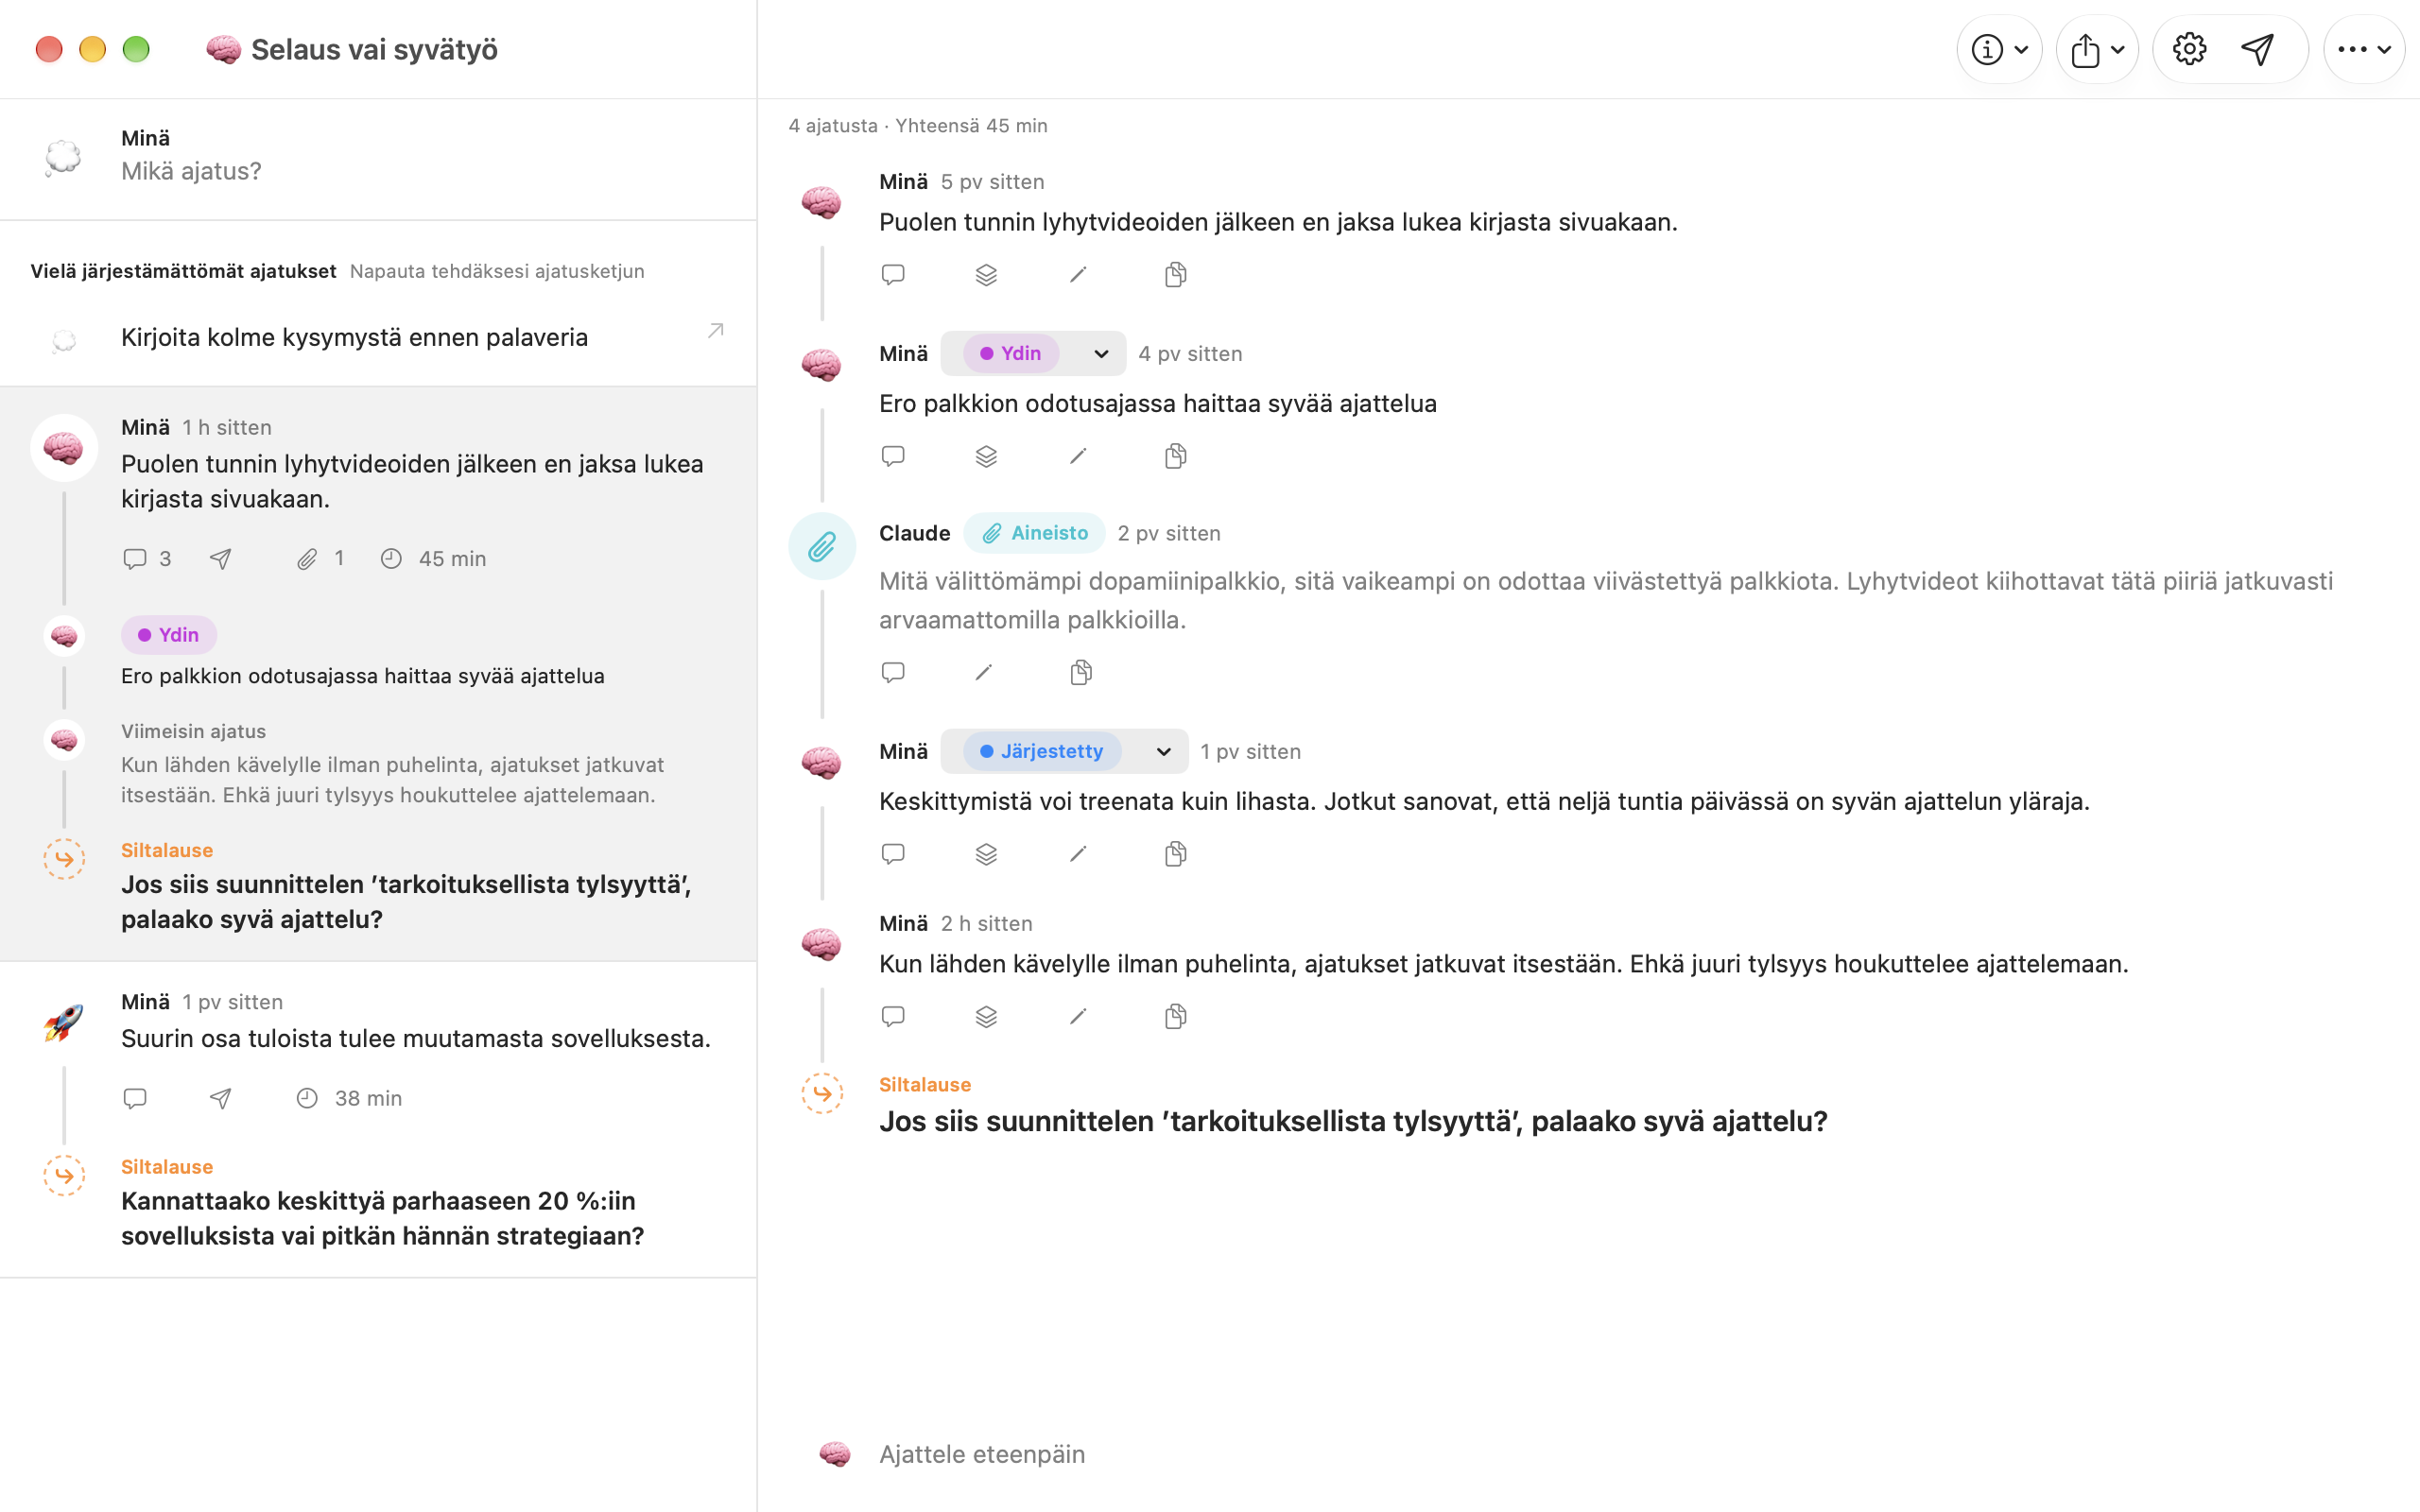 Selaus vai syvätyö
Minä
Mikä ajatus?
Vielä järjestämättömät ajatukset Napauta tehdäksesi ajatusketjun
Kirjoita kolme kysymystä ennen palaveria
Minä 1 h sitten
Puolen tunnin lyhytvideoiden jälkeen en jaksa lukea
kirjasta sivuakaan.
3 1 45 min
Ydin
Ero palkkion odotusajassa haittaa syvää ajattelua
Viimeisin ajatus
Kun lähden kävelylle ilman puhelinta, ajatukset jatkuvat
itsestään. Ehkä juuri tylsyys houkuttelee ajattelemaan.
Siltalause
Jos siis suunnittelen ’tarkoituksellista tylsyyttä’,
palaako syvä ajattelu?
Minä 1 pv sitten
Suurin osa tuloista tulee muutamasta sovelluksesta.
38 min
Siltalause
Kannattaako keskittyä parhaaseen 20 %:iin
sovelluksista vai pitkän hännän strategiaan?
4 ajatusta · Yhteensä 45 min
Minä 5 pv sitten
Puolen tunnin lyhytvideoiden jälkeen en jaksa lukea kirjasta sivuakaan.
Minä Ydin 4 pv sitten
Ero palkkion odotusajassa haittaa syvää ajattelua
Claude Aineisto 2 pv sitten
Mitä välittömämpi dopamiinipalkkio, sitä vaikeampi on odottaa viivästettyä palkkiota. Lyhytvideot kiihottavat tätä piiriä jatkuvasti
arvaamattomilla palkkioilla.
Minä Järjestetty 1 pv sitten
Keskittymistä voi treenata kuin lihasta. Jotkut sanovat, että neljä tuntia päivässä on syvän ajattelun yläraja.
Minä 2 h sitten
Kun lähden kävelylle ilman puhelinta, ajatukset jatkuvat itsestään. Ehkä juuri tylsyys houkuttelee ajattelemaan.
Siltalause
Jos siis suunnittelen ’tarkoituksellista tylsyyttä’, palaako syvä ajattelu?
Ajattele eteenpäin